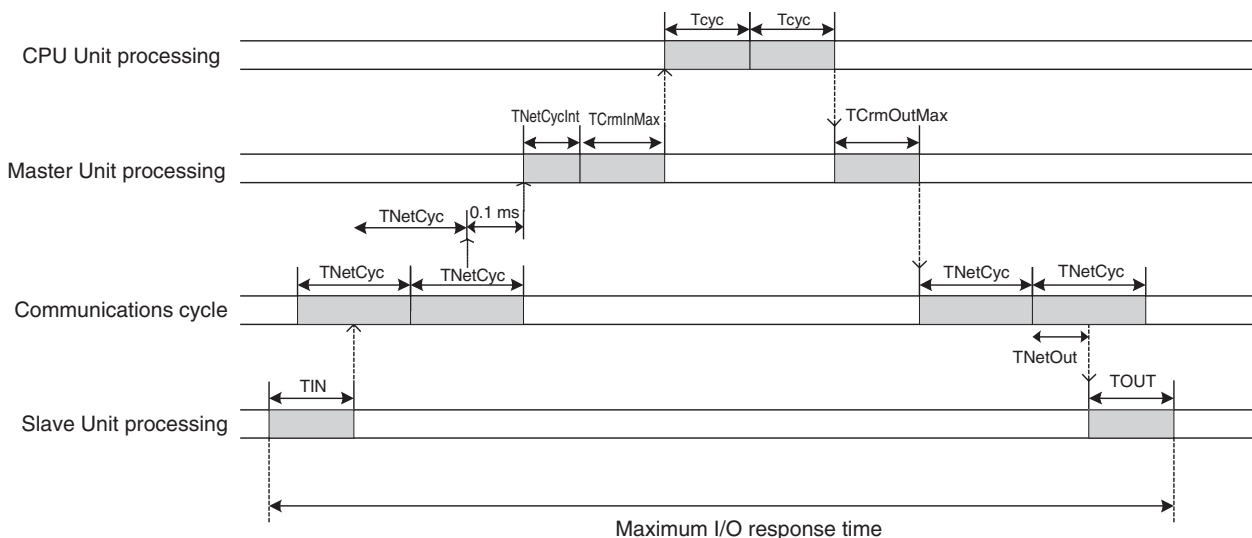 Tcyc Tcyc
CPU Unit processing
TNetCycInt TCrmInMax TCrmOutMax
Master Unit processing
TNetCyc 0.1 ms
TNetCyc TNetCyc TNetCyc TNetCyc
Communications cycle
TNetOut
TIN TOUT
Slave Unit processing
Maximum I/O response time